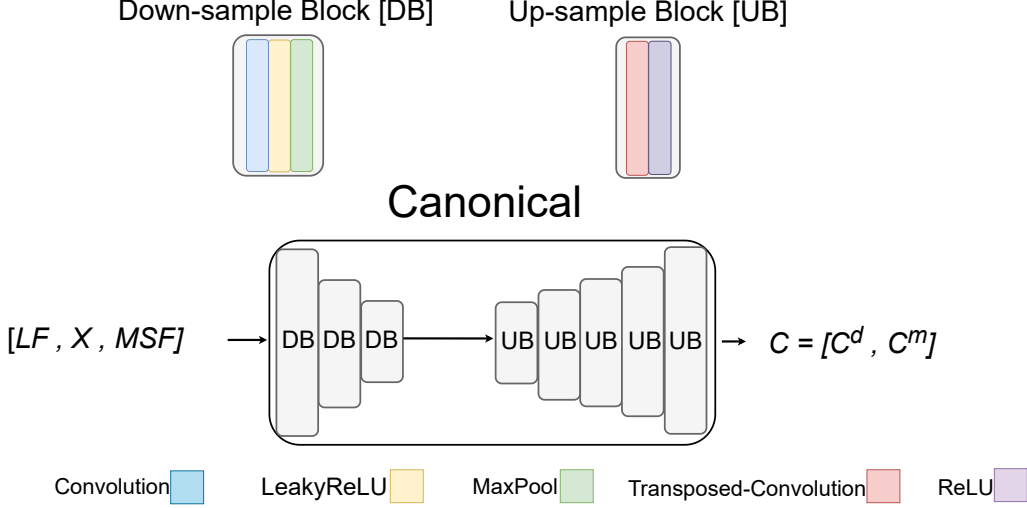 Down-sample Block [DB]
Up-sample Block [UB]
Canonical
[LF , X , MSF]
DB DB DB
UB UB UB UB UB
C = [C^d , C^m]
Convolution
LeakyReLU
MaxPool
Transposed-Convolution
ReLU